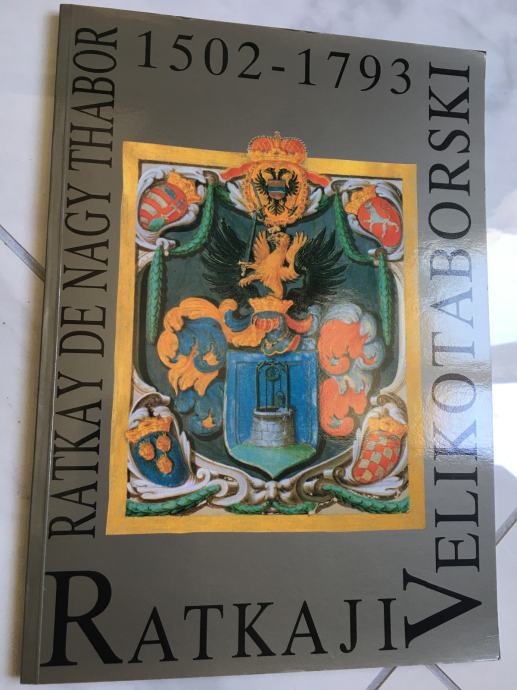 1502-1793
RATKAY DE NAGY THABOR
RATKAJI
VELIKOTABORSKI